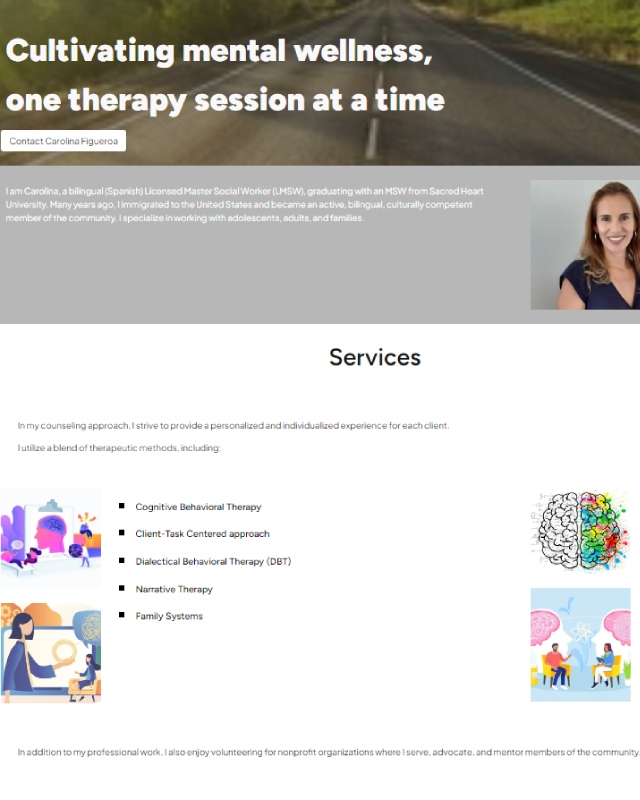 Cultivating mental wellness,
one therapy session at a time
Contact Carolina Figueroa
I am Carolina, a bilingual (Spanish) Licensed Master Social Worker (LMSW), graduating with an MSW from Sacred Heart
University. Many years ago, I immigrated to the United States and became an active, bilingual, culturally competent
member of the community. I specialize in working with adolescents, adults, and families.
Services
In my counseling approach, I strive to provide a personalized and individualized experience for each client.
I utilize a blend of therapeutic methods, including:
Cognitive Behavioral Therapy
Client-Task Centered approach
Dialectical Behavioral Therapy (DBT)
Narrative Therapy
Family Systems
In addition to my professional work, I also enjoy volunteering for nonprofit organizations where I serve, advocate, and mentor members of the community.